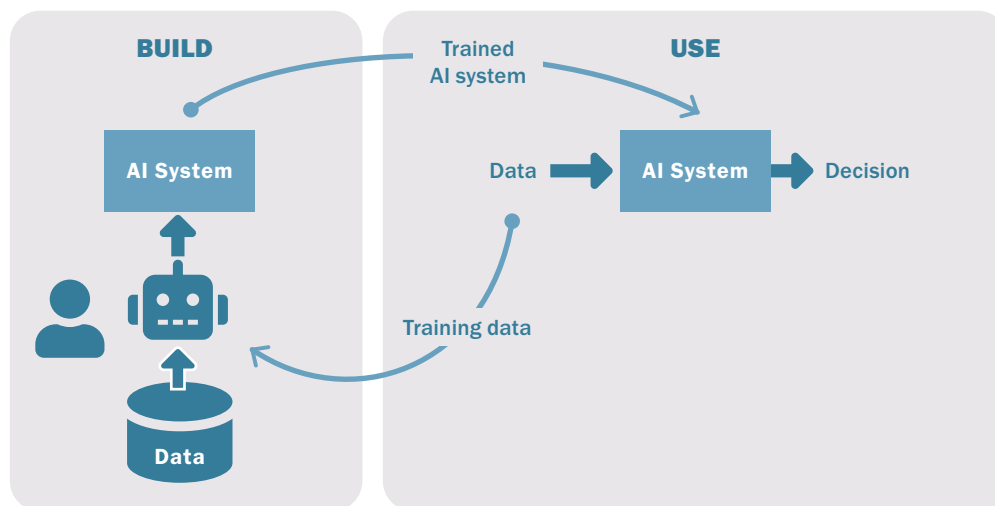 BUILD
USE
Trained
AI system
AI System
Data
AI System
Decision
Training data
Data